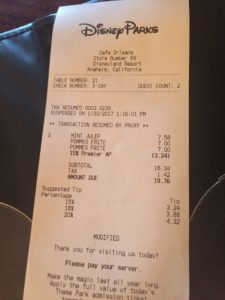 Disney Parks
Cafe Orleans
Store Number 68
Disneyland Resort
Anaheim, California
TABLE NUMBER: 21
CHECK NUMBER: 3-194 GUEST COUNT: 2
TAX RESUMED 0003 0239
SUSPENDED ON 1/30/2017 1:16:01 PM
** TRANSACTION RESUMED BY PROXY **
2 MINT JULEP 7.58
POMMES FRITE 7.00
POMMES FRITE 7.00
15% Premier AP (3.24)
SUBTOTAL 18.34
TAX 1.42
AMOUNT DUE 19.76
Suggested Tip
Percentage Tip
15% 3.24
18% 3.88
20% 4.32
MODIFIED
Thank you for visiting us today!
Please pay your server.
Make the magic last all year long.
Apply the full value of today's
Theme Park admission ticket